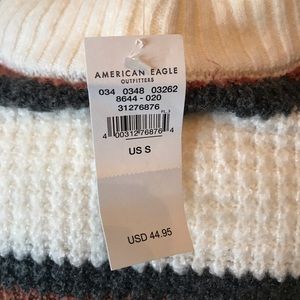 AMERICAN EAGLE
OUTFITTERS
034 0348 03262
8644-020
31276876
4 00312 76876 4
US S
USD 44.95